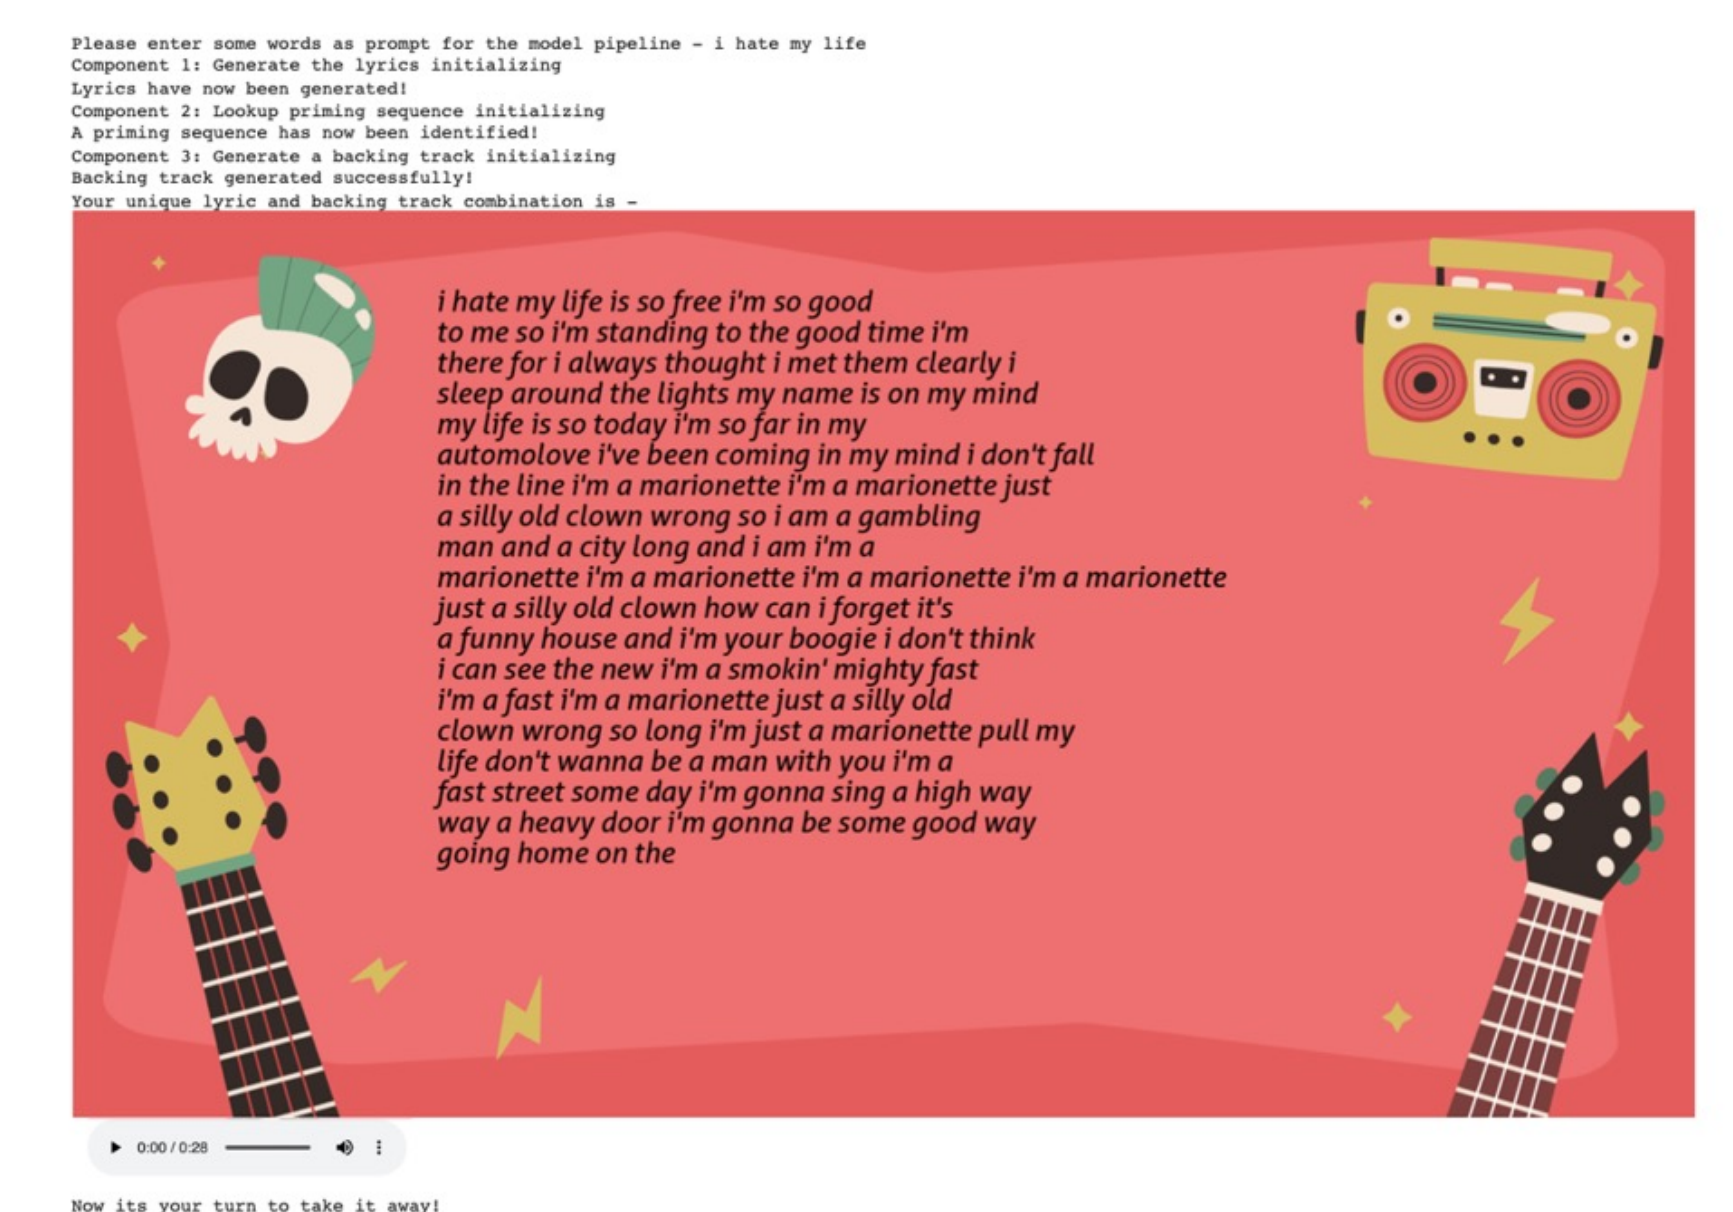 Please enter some words as prompt for the model pipeline - i hate my life
Component 1: Generate the lyrics initializing
Lyrics have now been generated!
Component 2: Lookup priming sequence initializing
A priming sequence has now been identified!
Component 3: Generate a backing track initializing
Backing track generated successfully!
Your unique lyric and backing track combination is -
i hate my life is so free i'm so good
to me so i'm standing to the good time i'm
there for i always thought i met them clearly i
sleep around the lights my name is on my mind
my life is so today i'm so far in my
automolove i've been coming in my mind i don't fall
in the line i'm a marionette i'm a marionette just
a silly old clown wrong so i am a gambling
man and a city long and i am i'm a
marionette i'm a marionette i'm a marionette i'm a marionette
just a silly old clown how can i forget it's
a funny house and i'm your boogie i don't think
i can see the new i'm a smokin' mighty fast
i'm a fast i'm a marionette just a silly old
clown wrong so long i'm just a marionette pull my
life don't wanna be a man with you i'm a
fast street some day i'm gonna sing a high way
way a heavy door i'm gonna be some good way
going home on the
0:00 / 0:28
Now its your turn to take it away!